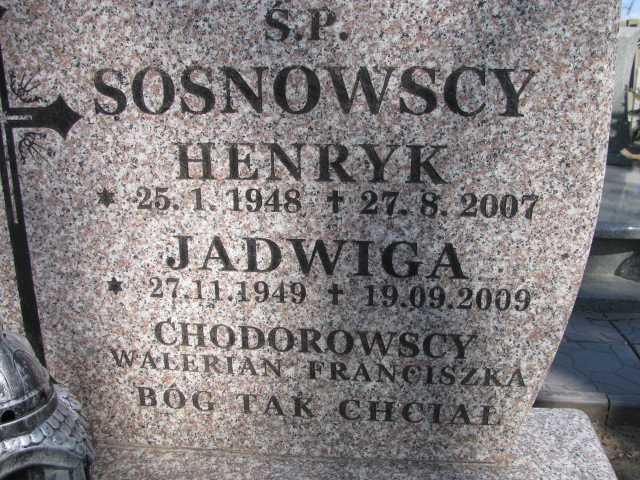 Ś.P.
SOSNOWSCY
HENRYK
* 25. 1. 1948 † 27. 8. 2007
JADWIGA
* 27.11.1949 † 19.09.2009
CHODOROWSCY
WALERIAN FRANCISZKA
BÓG TAK CHCIAŁ